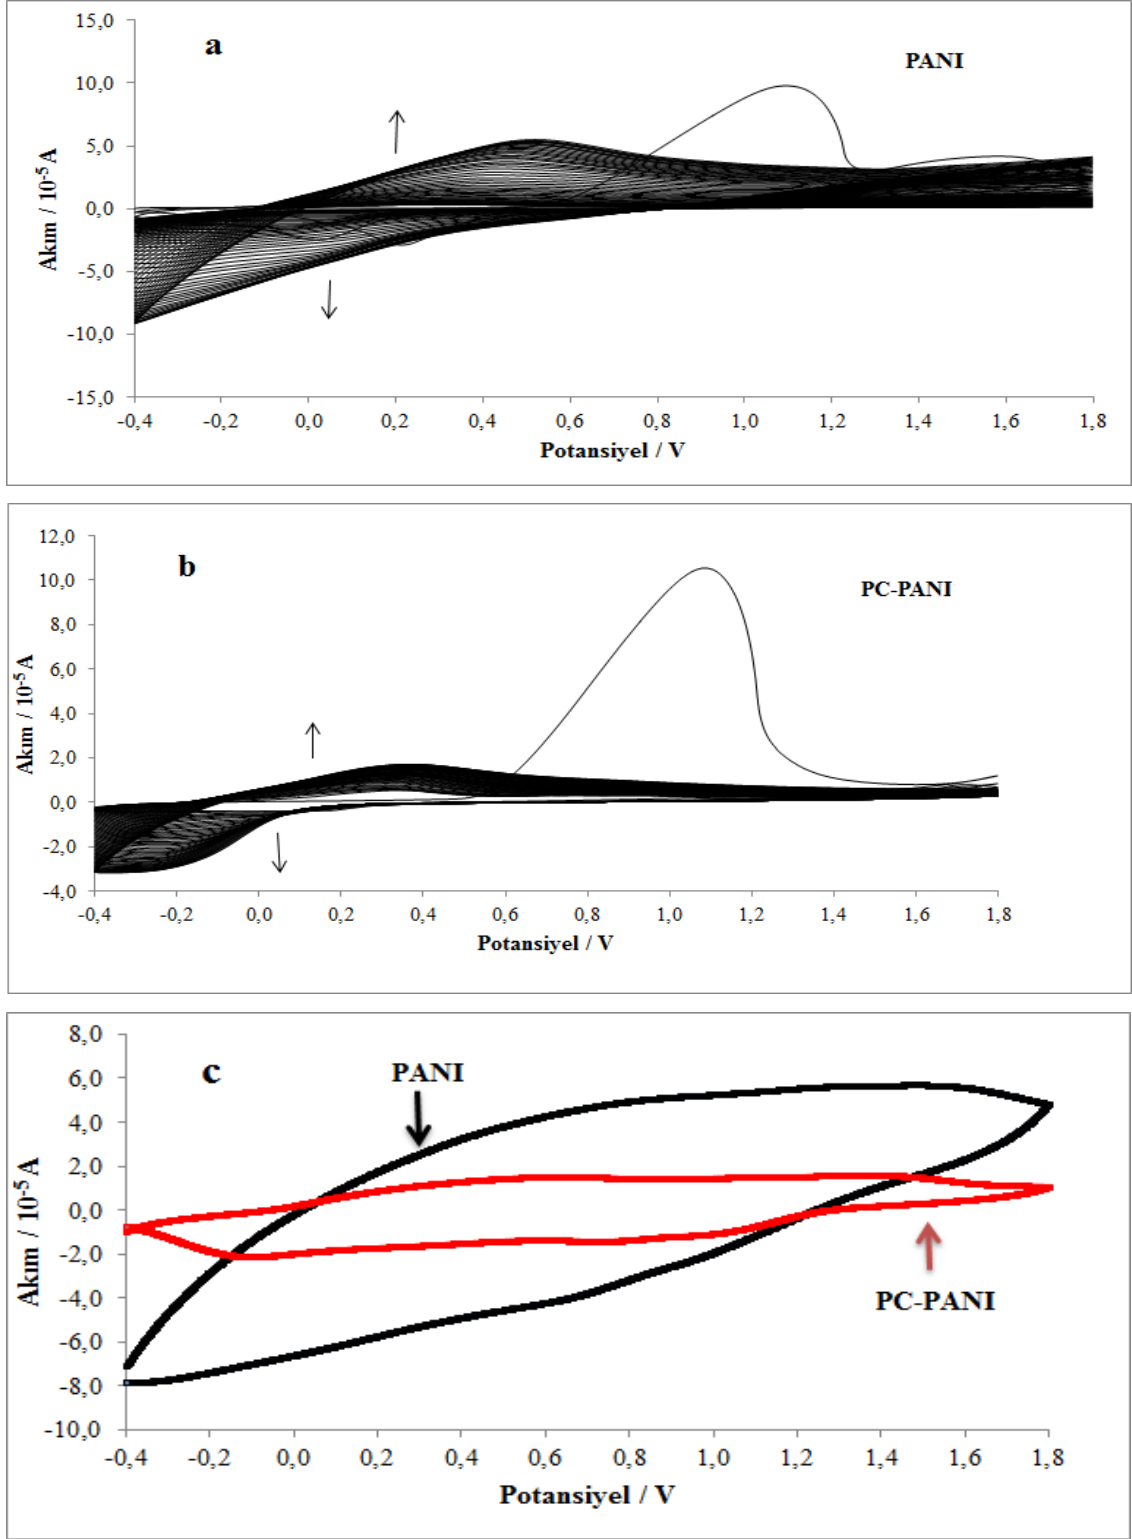 a
PANI
15,0
10,0
5,0
0,0
-5,0
-10,0
-15,0
Akım / 10-5 A
-0,4 -0,2 0,0 0,2 0,4 0,6 0,8 1,0 1,2 1,4 1,6 1,8
Potansiyel / V
b
PC-PANI
12,0
10,0
8,0
6,0
4,0
2,0
0,0
-2,0
-4,0
Akım / 10-5 A
-0,4 -0,2 0,0 0,2 0,4 0,6 0,8 1,0 1,2 1,4 1,6 1,8
Potansiyel / V
c
PANI
PC-PANI
8,0
6,0
4,0
2,0
0,0
-2,0
-4,0
-6,0
-8,0
-10,0
Akım / 10-5 A
-0,4 -0,2 0,0 0,2 0,4 0,6 0,8 1,0 1,2 1,4 1,6 1,8
Potansiyel / V